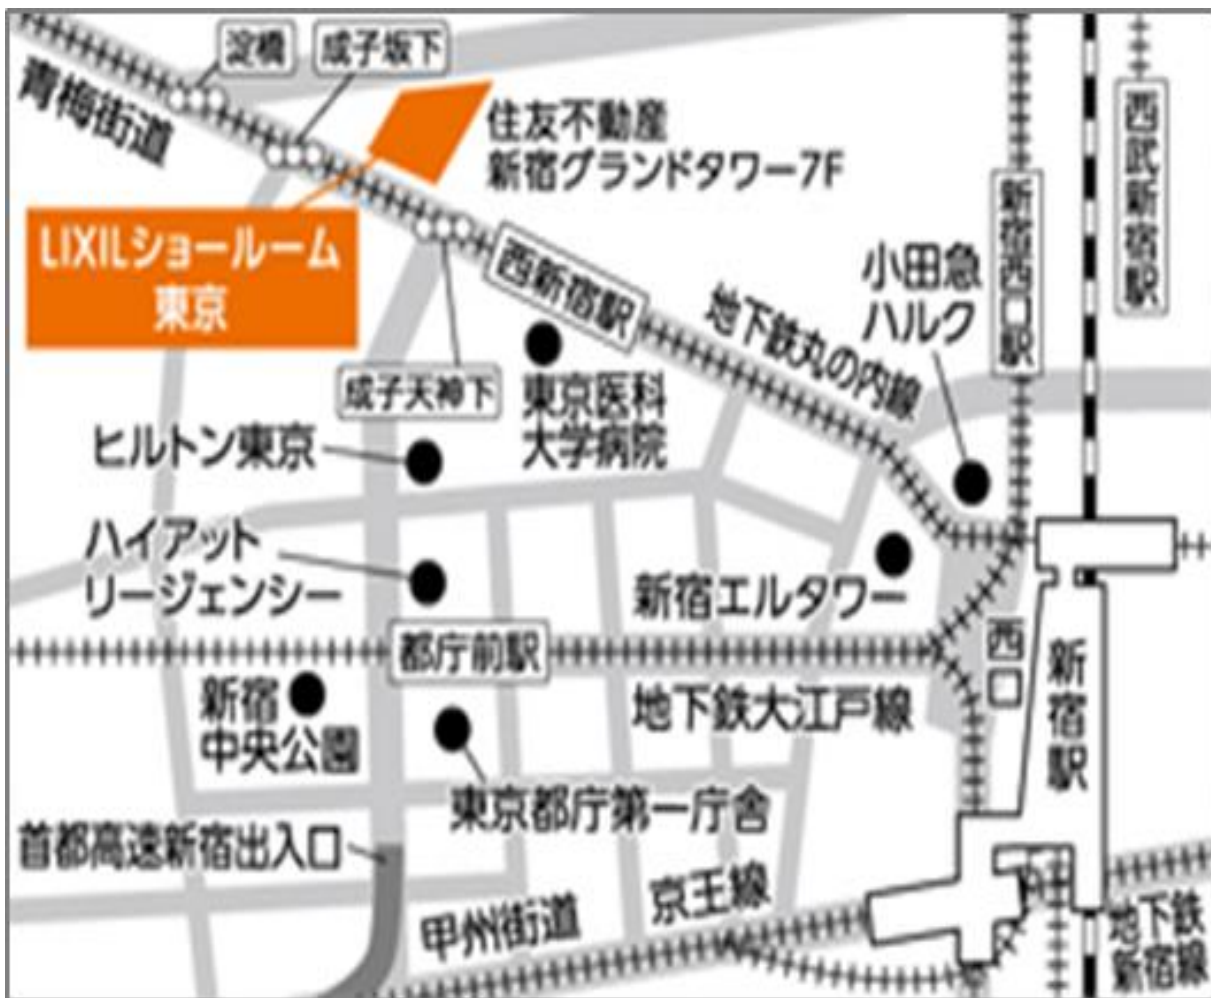 淀橋
成子坂下
青梅街道
住友不動産
新宿グランドタワー7F
LIXILショールーム
東京
西新宿駅
成子天神下
地下鉄丸の内線
小田急
ハルク
新宿西口駅
西武新宿駅
東京医科
大学病院
ヒルトン東京
ハイアット
リージェンシー
新宿エルタワー
都庁前駅
西口
新宿駅
新宿
中央公園
地下鉄大江戸線
東京都庁第一庁舎
首都高速新宿出入口
甲州街道
京王線
地下鉄
新宿線